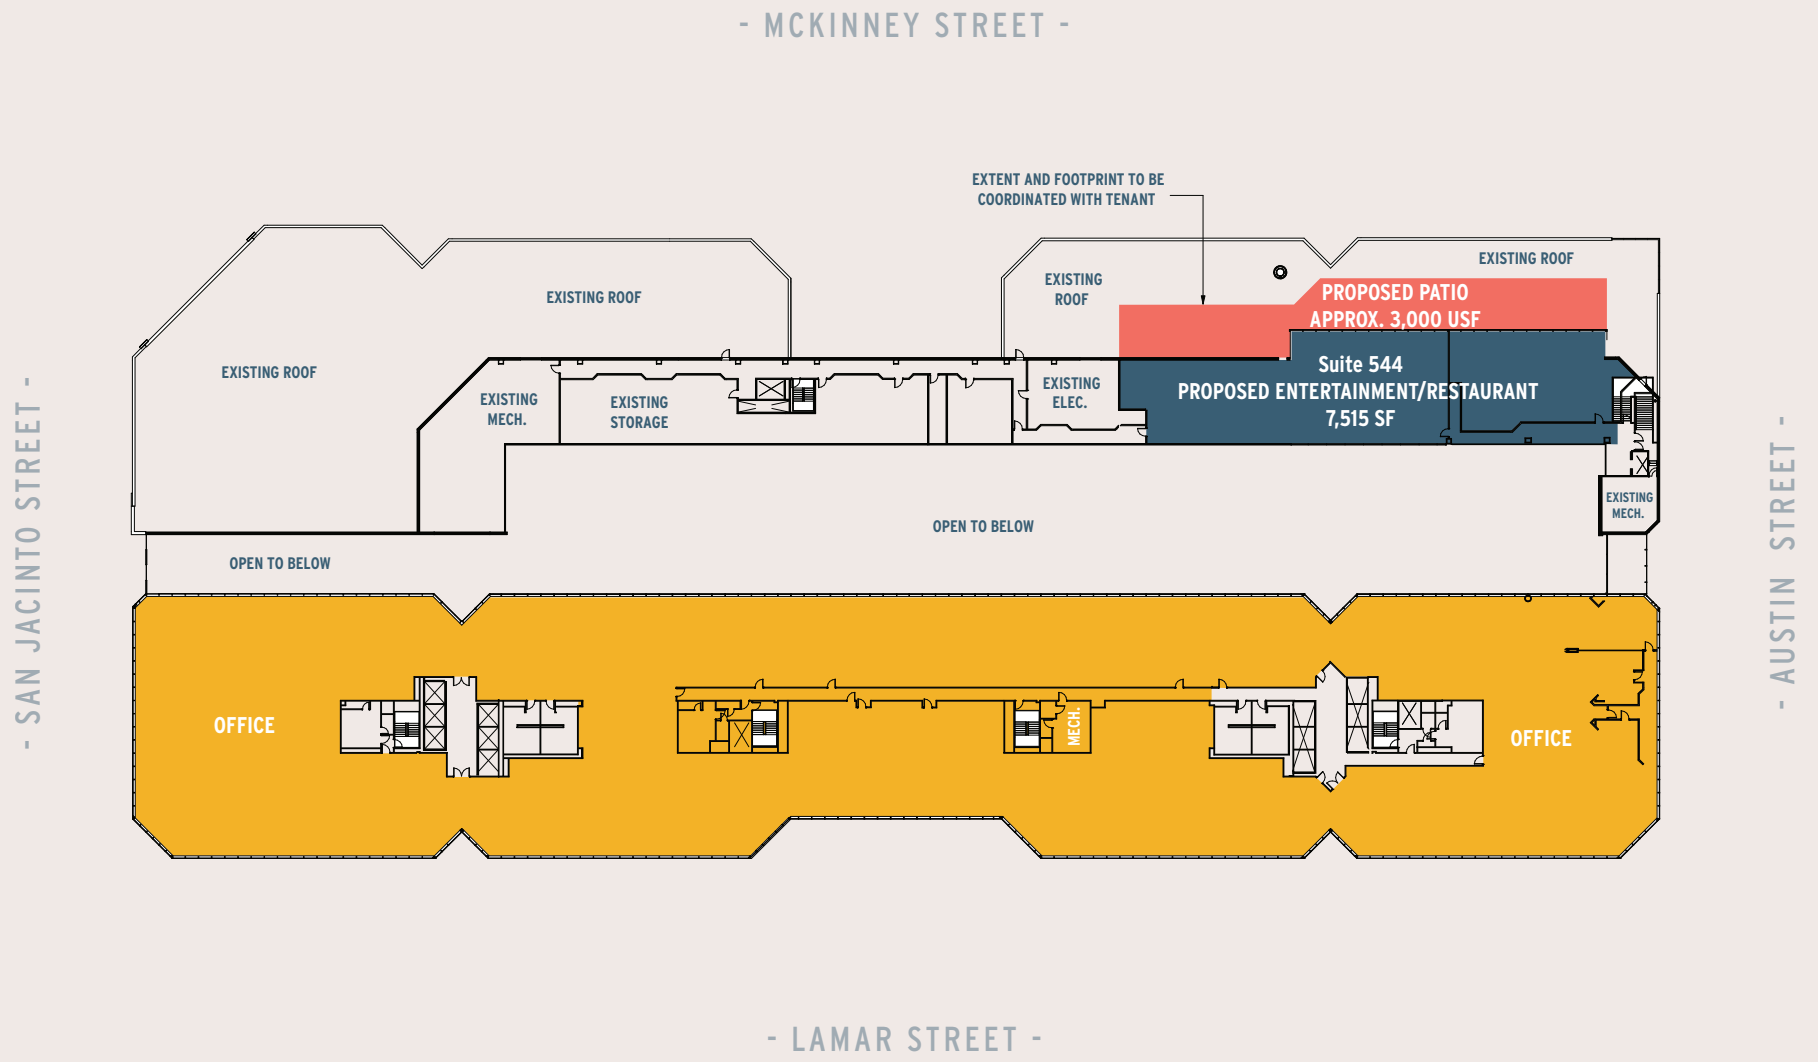 - MCKINNEY STREET -
EXTENT AND FOOTPRINT TO BE
COORDINATED WITH TENANT
EXISTING ROOF
EXISTING
ROOF
EXISTING ROOF
PROPOSED PATIO
APPROX. 3,000 USF
EXISTING ROOF
Suite 544
PROPOSED ENTERTAINMENT/RESTAURANT
7,515 SF
EXISTING
MECH.
EXISTING
STORAGE
EXISTING
ELEC.
EXISTING
MECH.
OPEN TO BELOW
OPEN TO BELOW
- SAN JACINTO STREET -
- AUSTIN STREET -
OFFICE
MECH.
OFFICE
- LAMAR STREET -